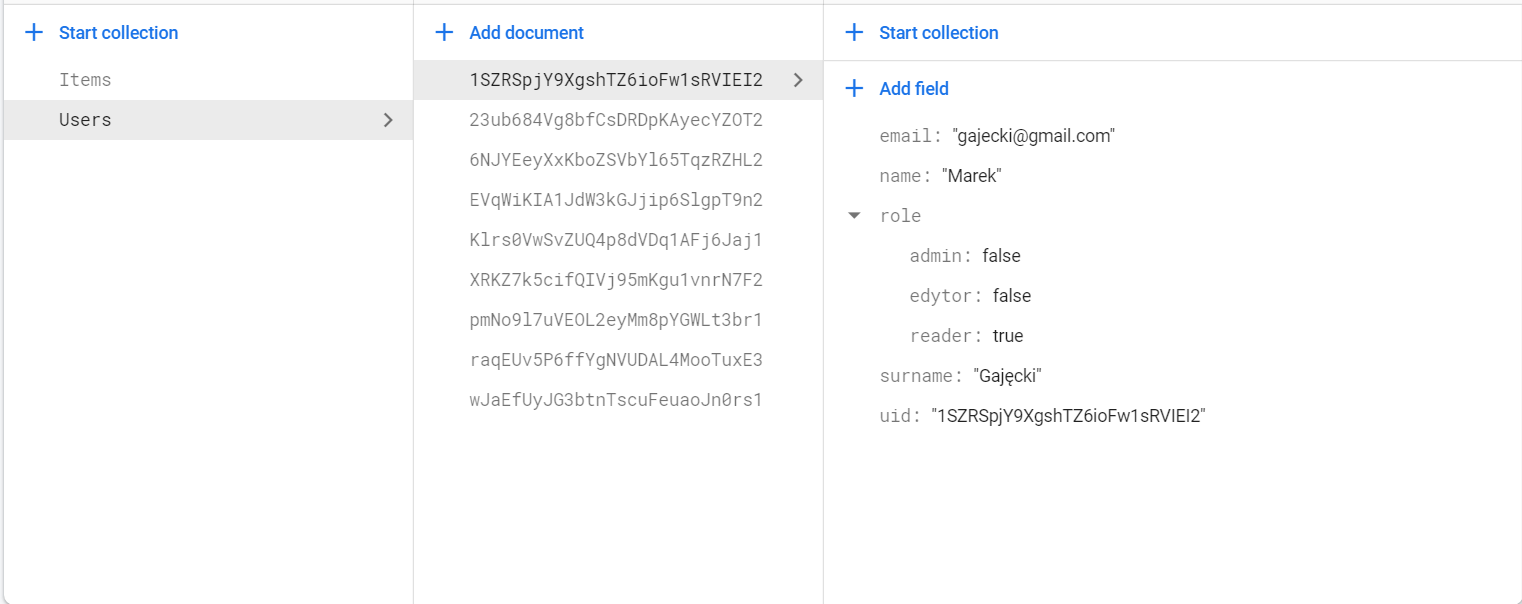 Start collection
Items
Users
Add document
1SZRSpjY9XgshTZ6ioFw1sRVIEI2
23ub684Vg8bfCsDRDpKAyecYZOT2
6NJYEeyXxKboZSVbYl65TqzRZHL2
EVqWiKIA1JdW3kGJjip6SlgpT9n2
Klrs0VwSvZUQ4p8dVDq1AFj6Jaj1
XRKZ7k5cifQIVj95mKgu1vnrN7F2
pmNo9l7uVEOL2eyMm8pYGWLt3br1
raqEUv5P6ffYgNVUDAL4MooTuxE3
wJaEfUyJG3btnTscuFeuaoJn0rs1
Start collection
Add field
email: "gajecki@gmail.com"
name: "Marek"
role
admin: false
edytor: false
reader: true
surname: "Gajęcki"
uid: "1SZRSpjY9XgshTZ6ioFw1sRVIEI2"